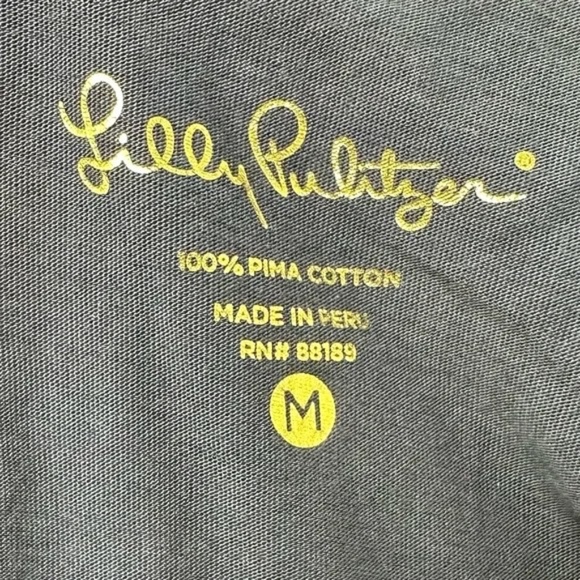 Lilly Pulitzer®
100% PIMA COTTON
MADE IN PERU
RN# 88189
M